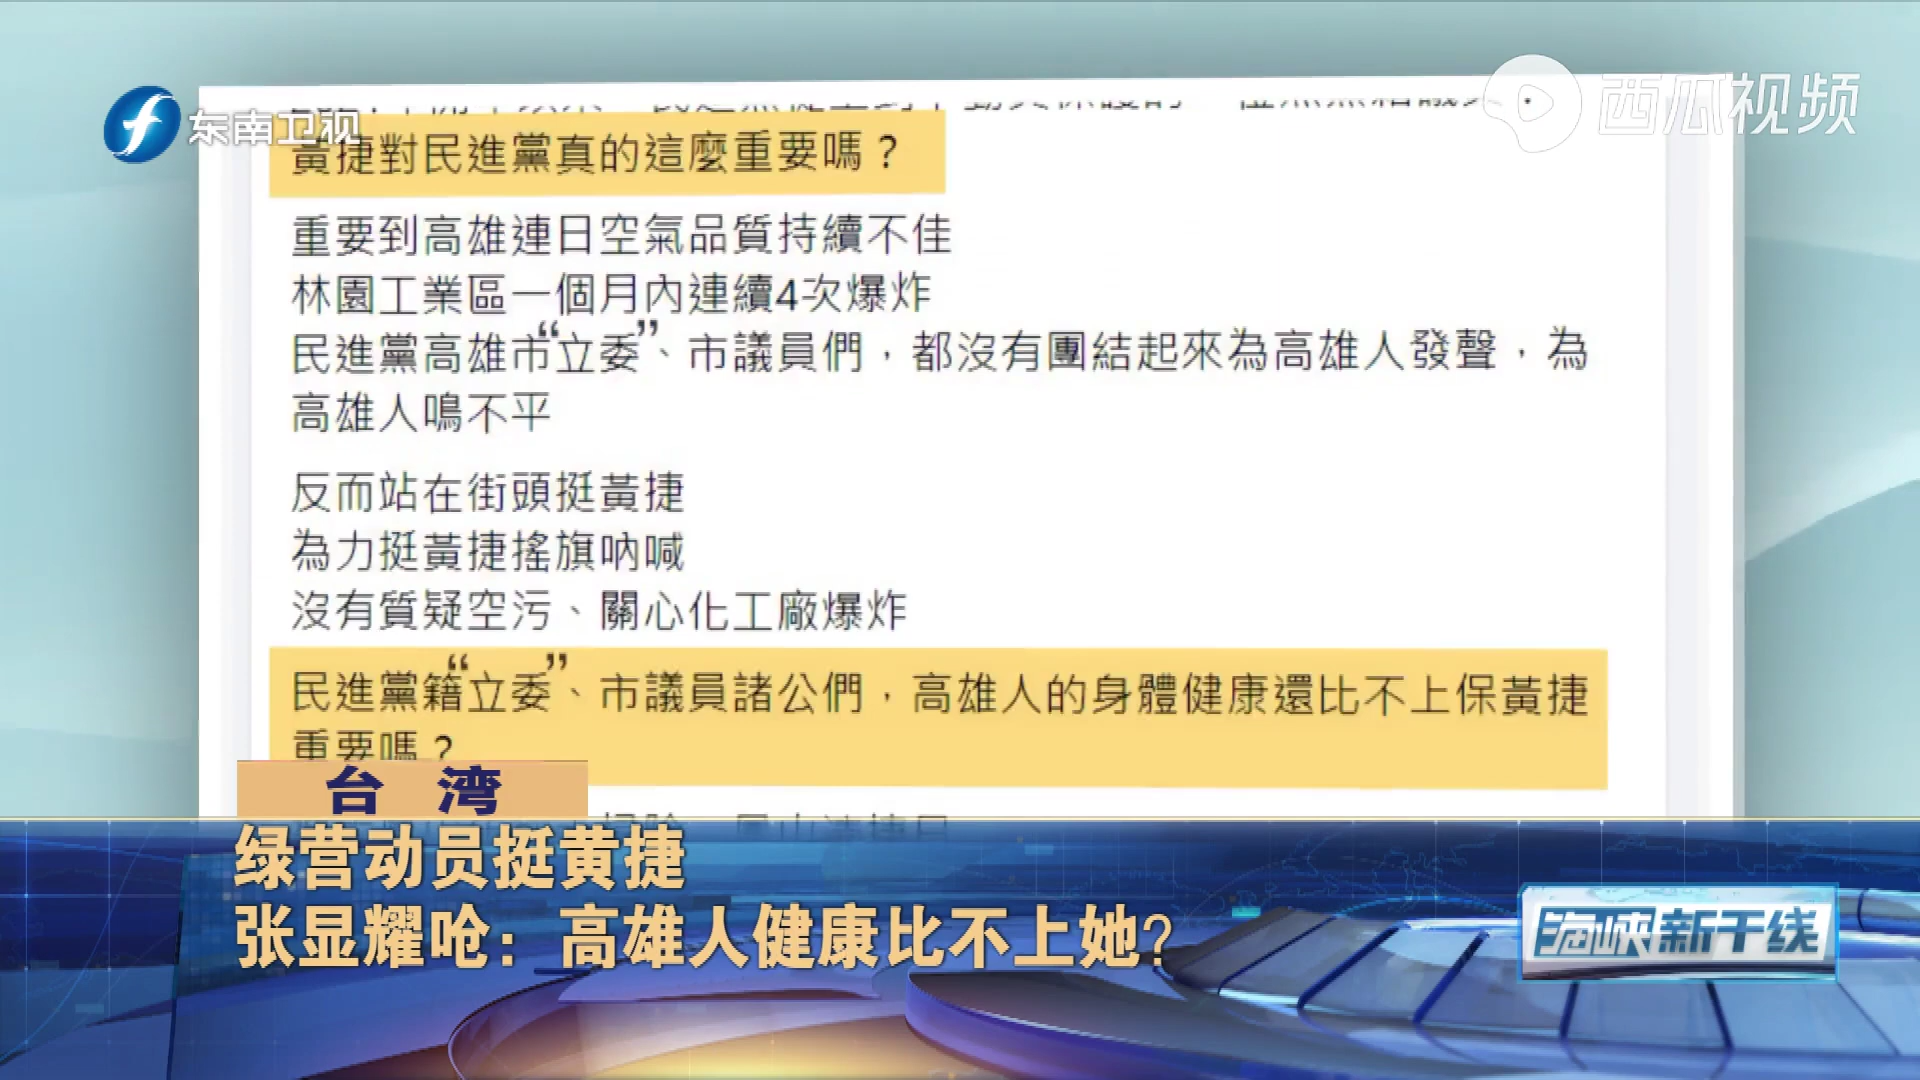 东南卫视
西瓜视频
黃捷對民進黨真的這麼重要嗎？
重要到高雄連日空氣品質持續不佳
林園工業區一個月內連續4次爆炸
民進黨高雄市“立委”、市議員們，都沒有團結起來為高雄人發聲，為
高雄人鳴不平
反而站在街頭挺黃捷
為力挺黃捷搖旗吶喊
沒有質疑空污、關心化工廠爆炸
民進黨籍“立委”、市議員諸公們，高雄人的身體健康還比不上保黃捷
重要嗎？
台 湾
绿营动员挺黄捷
张显耀呛：高雄人健康比不上她？
海峡新干线